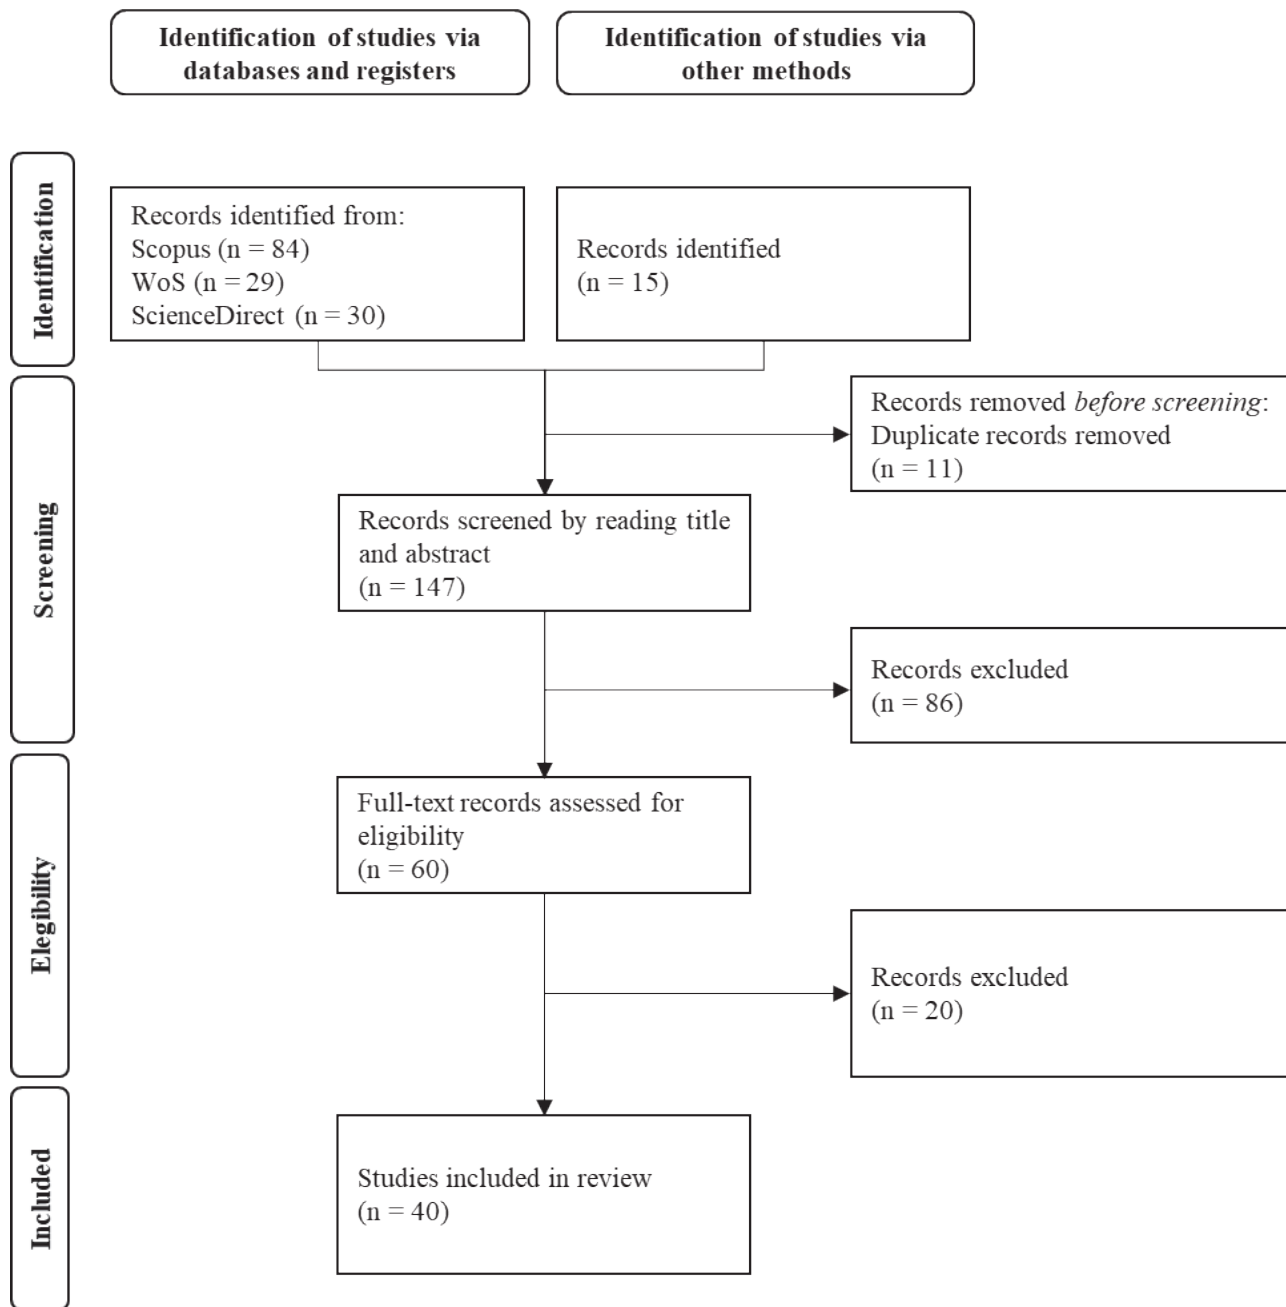 Identification of studies via
databases and registers
Identification of studies via
other methods
Identification
Records identified from:
Scopus (n = 84)
WoS (n = 29)
ScienceDirect (n = 30)
Records identified
(n = 15)
Screening
Records removed before screening:
Duplicate records removed
(n = 11)
Records screened by reading title
and abstract
(n = 147)
Records excluded
(n = 86)
Elegibility
Full-text records assessed for
eligibility
(n = 60)
Records excluded
(n = 20)
Included
Studies included in review
(n = 40)